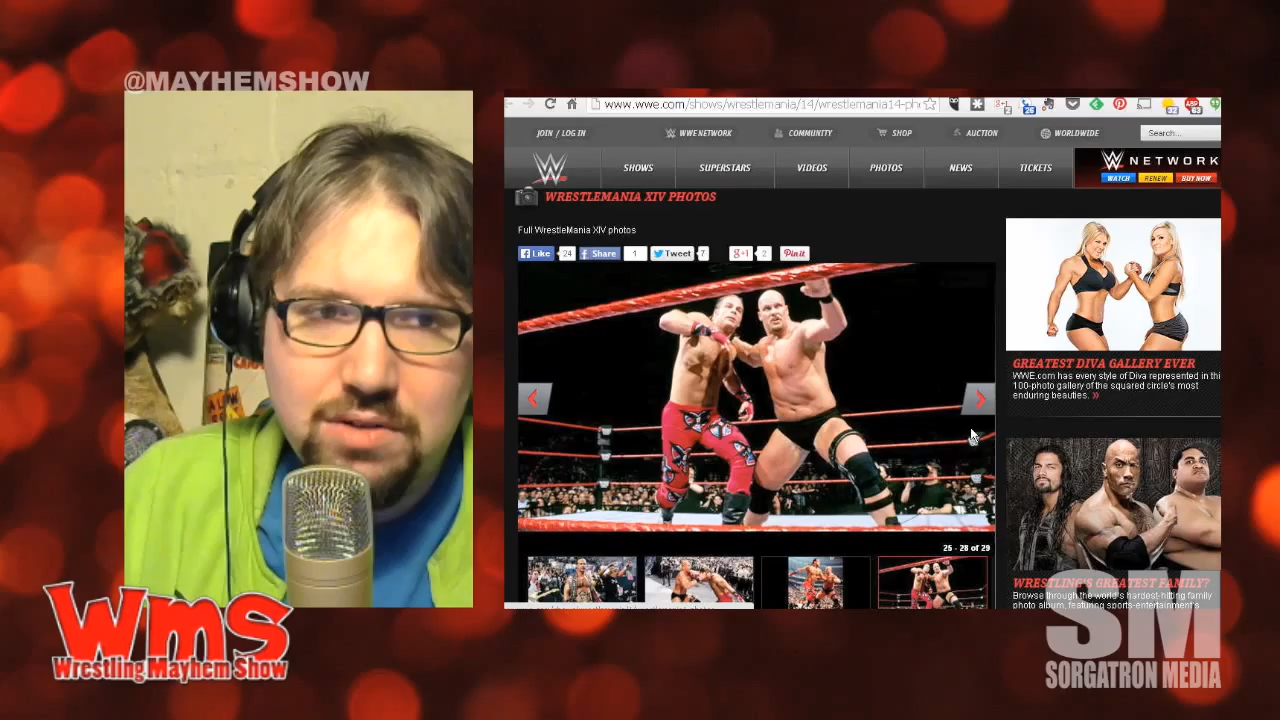 @MAYHEMSHOW
www.wwe.com/shows/wrestlemania/14/wrestlemania14-ph
JOIN / LOG IN
WWE NETWORK
COMMUNITY
SHOP
AUCTION
WORLDWIDE
Search...
W
SHOWS
SUPERSTARS
VIDEOS
PHOTOS
NEWS
TICKETS
W NETWORK
WATCH
RENEW
BUY NOW
WRESTLEMANIA XIV PHOTOS
Full WrestleMania XIV photos
Like 24
Share 1
Tweet 7
g+1 2
Pin it
GREATEST DIVA GALLERY EVER
WWE.com has every style of Diva represented in thi
100-photo gallery of the squared circle's most
enduring beauties. »
25 - 28 of 29
WRESTLING'S GREATEST FAMILY?
Browse through the world's hardest-hitting family
photo album, featuring sports-entertainment's
wms
Wrestling Mayhem Show
SM
SORGATRON MEDIA